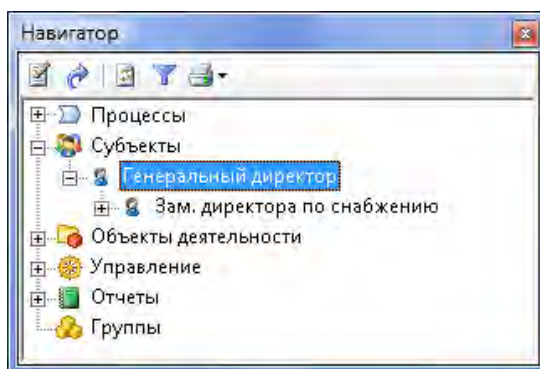 Навигатор
Процессы
Субъекты
Генеральный директор
Зам. директора по снабжению
Объекты деятельности
Управление
Отчеты
Группы